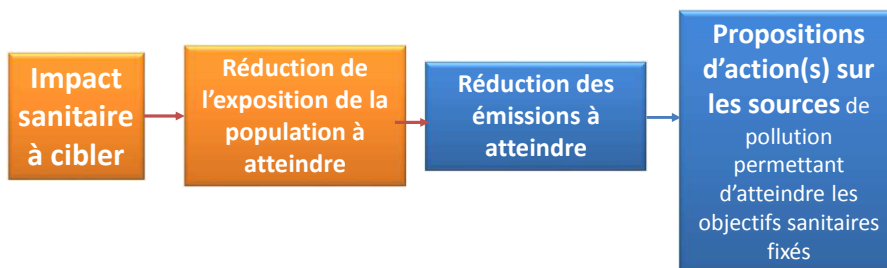 Impact
sanitaire
à cibler
Réduction de
l'exposition de la
population à
atteindre
Réduction des
émissions à
atteindre
Propositions
d'action(s) sur
les sources de
pollution
permettant
d'atteindre les
objectifs sanitaires
fixés